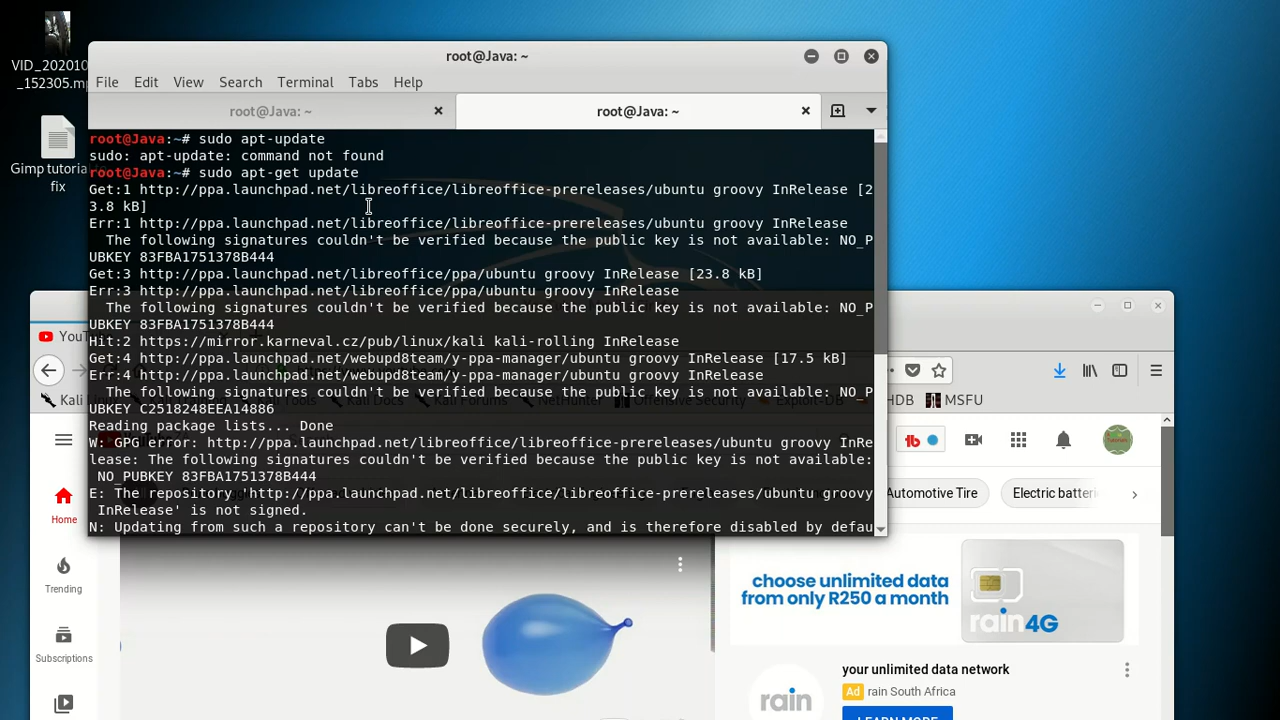 VID_202010
_152305.mp
Gimp tutoria
fix
root@Java: ~
File Edit View Search Terminal Tabs Help
root@Java: ~
root@Java: ~
root@Java:~# sudo apt-update
sudo: apt-update: command not found
root@Java:~# sudo apt-get update
Get:1 http://ppa.launchpad.net/libreoffice/libreoffice-prereleases/ubuntu groovy InRelease [2
3.8 kB]
Err:1 http://ppa.launchpad.net/libreoffice/libreoffice-prereleases/ubuntu groovy InRelease
The following signatures couldn't be verified because the public key is not available: NO_P
UBKEY 83FBA1751378B444
Get:3 http://ppa.launchpad.net/libreoffice/ppa/ubuntu groovy InRelease [23.8 kB]
Err:3 http://ppa.launchpad.net/libreoffice/ppa/ubuntu groovy InRelease
The following signatures couldn't be verified because the public key is not available: NO_P
UBKEY 83FBA1751378B444
Hit:2 https://mirror.karneval.cz/pub/linux/kali kali-rolling InRelease
Get:4 http://ppa.launchpad.net/webupd8team/y-ppa-manager/ubuntu groovy InRelease [17.5 kB]
Err:4 http://ppa.launchpad.net/webupd8team/y-ppa-manager/ubuntu groovy InRelease
The following signatures couldn't be verified because the public key is not available: NO_P
UBKEY C2518248EEA14886
Reading package lists... Done
W: GPG error: http://ppa.launchpad.net/libreoffice/libreoffice-prereleases/ubuntu groovy InRe
lease: The following signatures couldn't be verified because the public key is not available:
NO_PUBKEY 83FBA1751378B444
E: The repository 'http://ppa.launchpad.net/libreoffice/libreoffice-prereleases/ubuntu groovy
InRelease' is not signed.
N: Updating from such a repository can't be done securely, and is therefore disabled by defau
YouT
HDB MSFU
Home
Trending
Subscriptions
Automotive Tire
Electric batteri
choose unlimited data
from only R250 a month
rain4G
rain
your unlimited data network
Ad rain South Africa
LEARN MORE